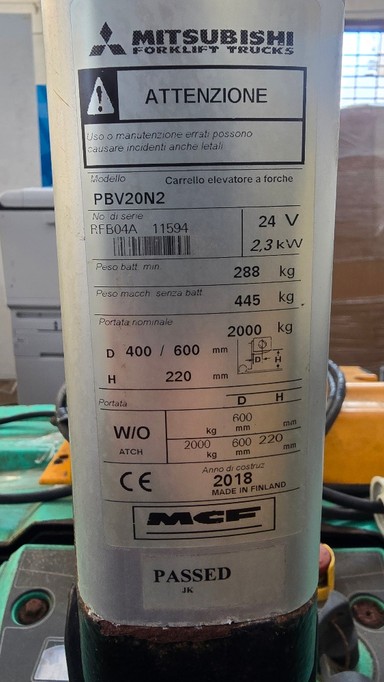 MITSUBISHI
FORKLIFT TRUCKS
ATTENZIONE
Uso o manutenzione errati possono
causare incidenti anche letali
Modello Carrello elevatore a forche
PBV20N2
No. di serie
RFB04A 11594
24 V
2,3 kW
Peso batt. min. 288 kg
Peso macch. senza batt. 445 kg
Portata nominale 2000 kg
D 400 / 600 mm D H
H 220 mm
Portata D H
W/O ATCH
kg 600 mm mm
2000 kg 600 mm 220 mm
CE
Anno di costruz.
2018
MADE IN FINLAND
MCF
PASSED
JK